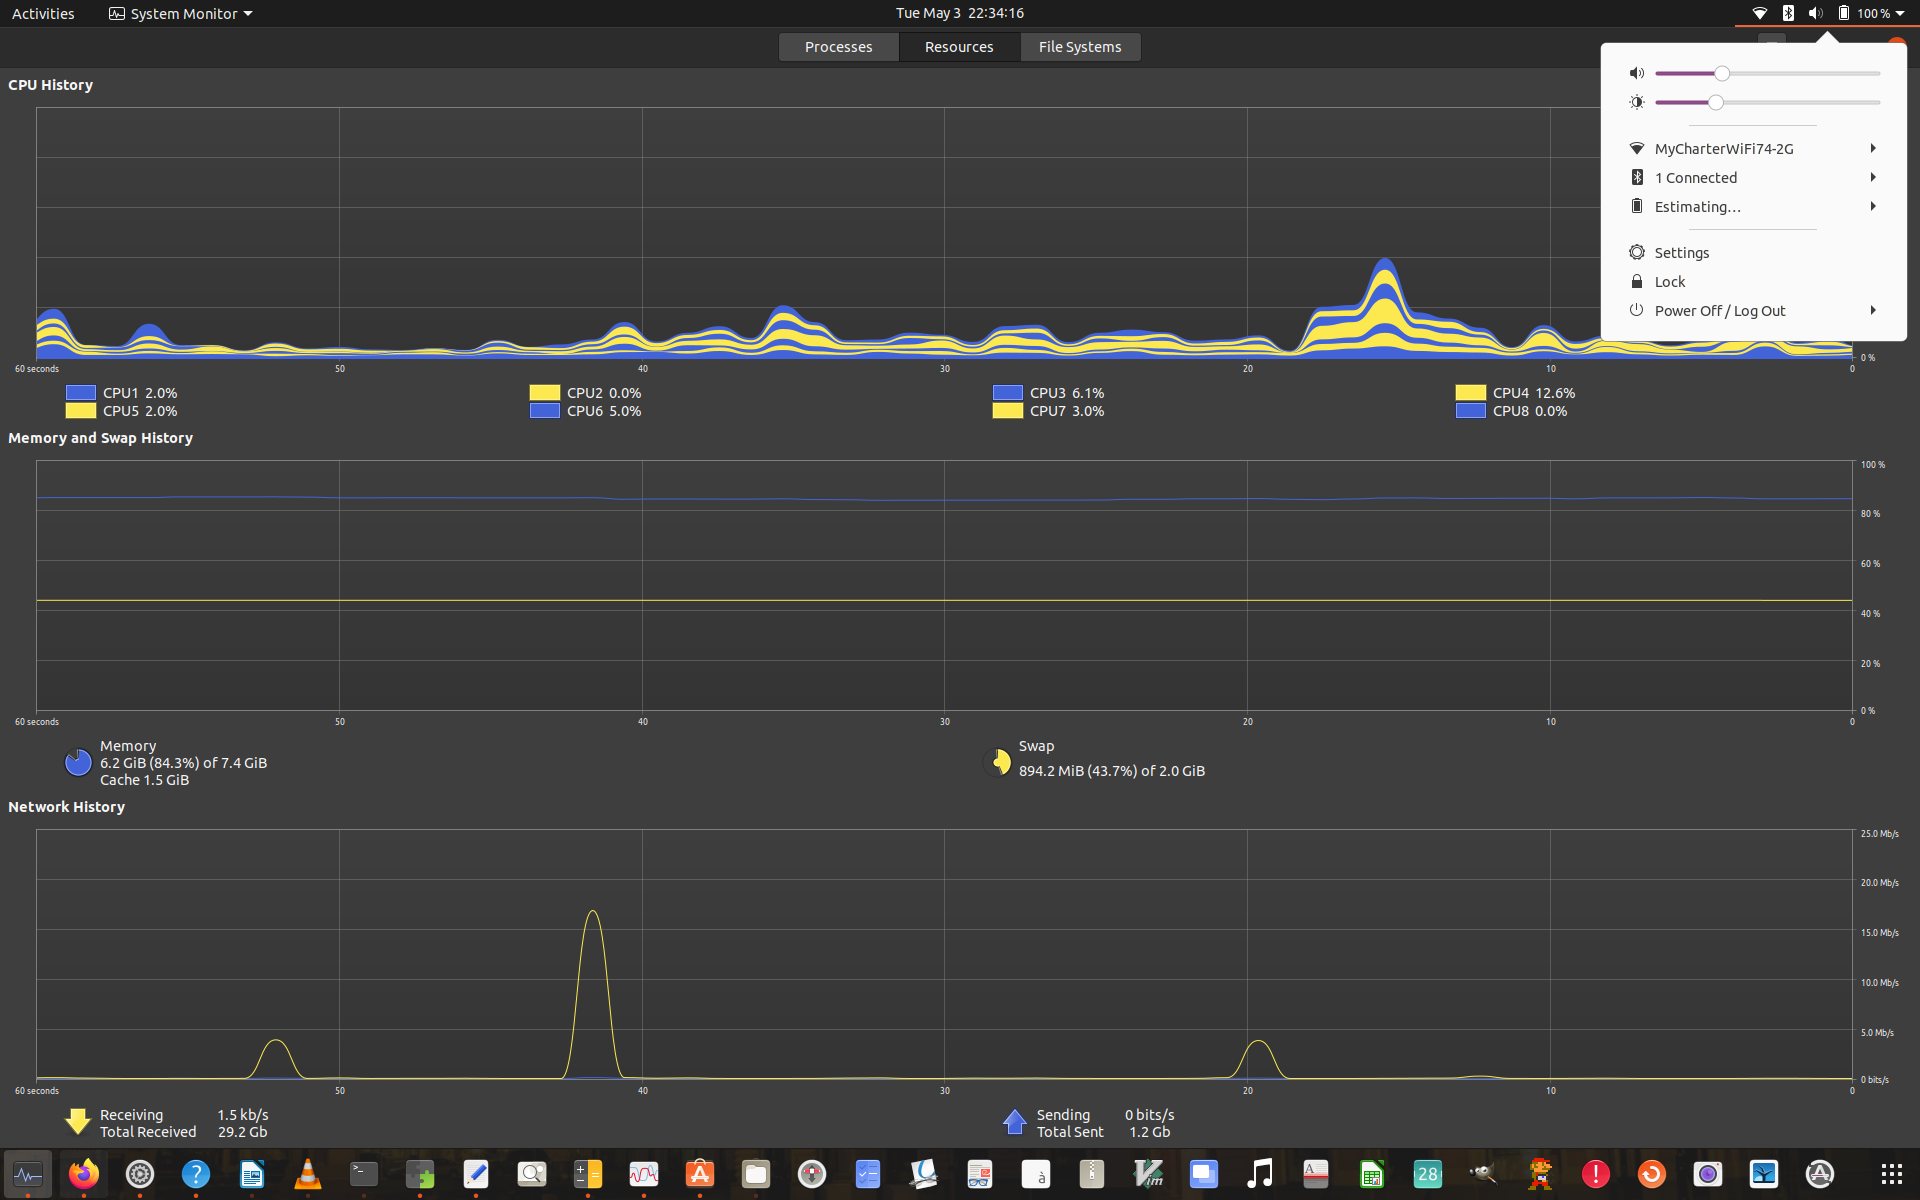 Activities
System Monitor
Tue May 3 22:34:16
100 %
Processes
Resources
File Systems
MyCharterWiFi74-2G
1 Connected
Estimating…
Settings
Lock
Power Off / Log Out
CPU History
0 %
60 seconds 50 40 30 20 10 0
CPU1 2.0% CPU2 0.0% CPU3 6.1% CPU4 12.6%
CPU5 2.0% CPU6 5.0% CPU7 3.0% CPU8 0.0%
Memory and Swap History
100 %
80 %
60 %
40 %
20 %
0 %
60 seconds 50 40 30 20 10 0
Memory
6.2 GiB (84.3%) of 7.4 GiB
Cache 1.5 GiB
Swap
894.2 MiB (43.7%) of 2.0 GiB
Network History
25.0 Mb/s
20.0 Mb/s
15.0 Mb/s
10.0 Mb/s
5.0 Mb/s
0 bits/s
60 seconds 50 40 30 20 10 0
Receiving 1.5 kb/s
Total Received 29.2 Gb
Sending 0 bits/s
Total Sent 1.2 Gb
?
>_
A
à
Vim
A
28
!
A